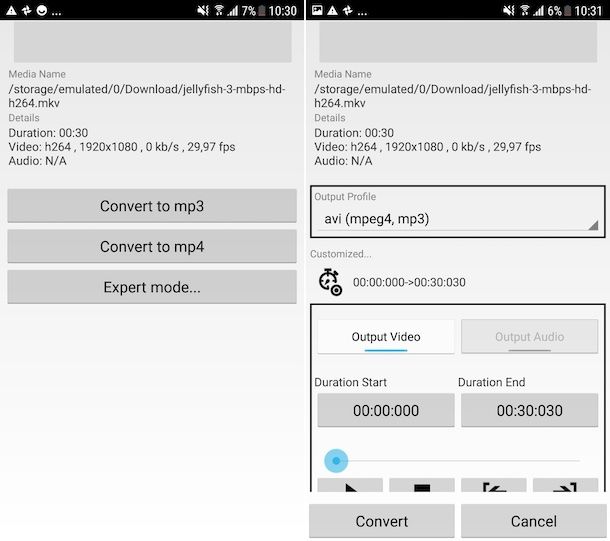 ... 7% 10:30
Media Name
/storage/emulated/0/Download/jellyfish-3-mbps-hd-
h264.mkv
Details
Duration: 00:30
Video: h264 , 1920x1080 , 0 kb/s , 29,97 fps
Audio: N/A
Convert to mp3
Convert to mp4
Expert mode...
... 6% 10:31
Media Name
/storage/emulated/0/Download/jellyfish-3-mbps-hd-
h264.mkv
Details
Duration: 00:30
Video: h264 , 1920x1080 , 0 kb/s , 29,97 fps
Audio: N/A
Output Profile
avi (mpeg4, mp3)
Customized...
00:00:000->00:30:030
Output Video Output Audio
Duration Start Duration End
00:00:000 00:30:030
Convert Cancel